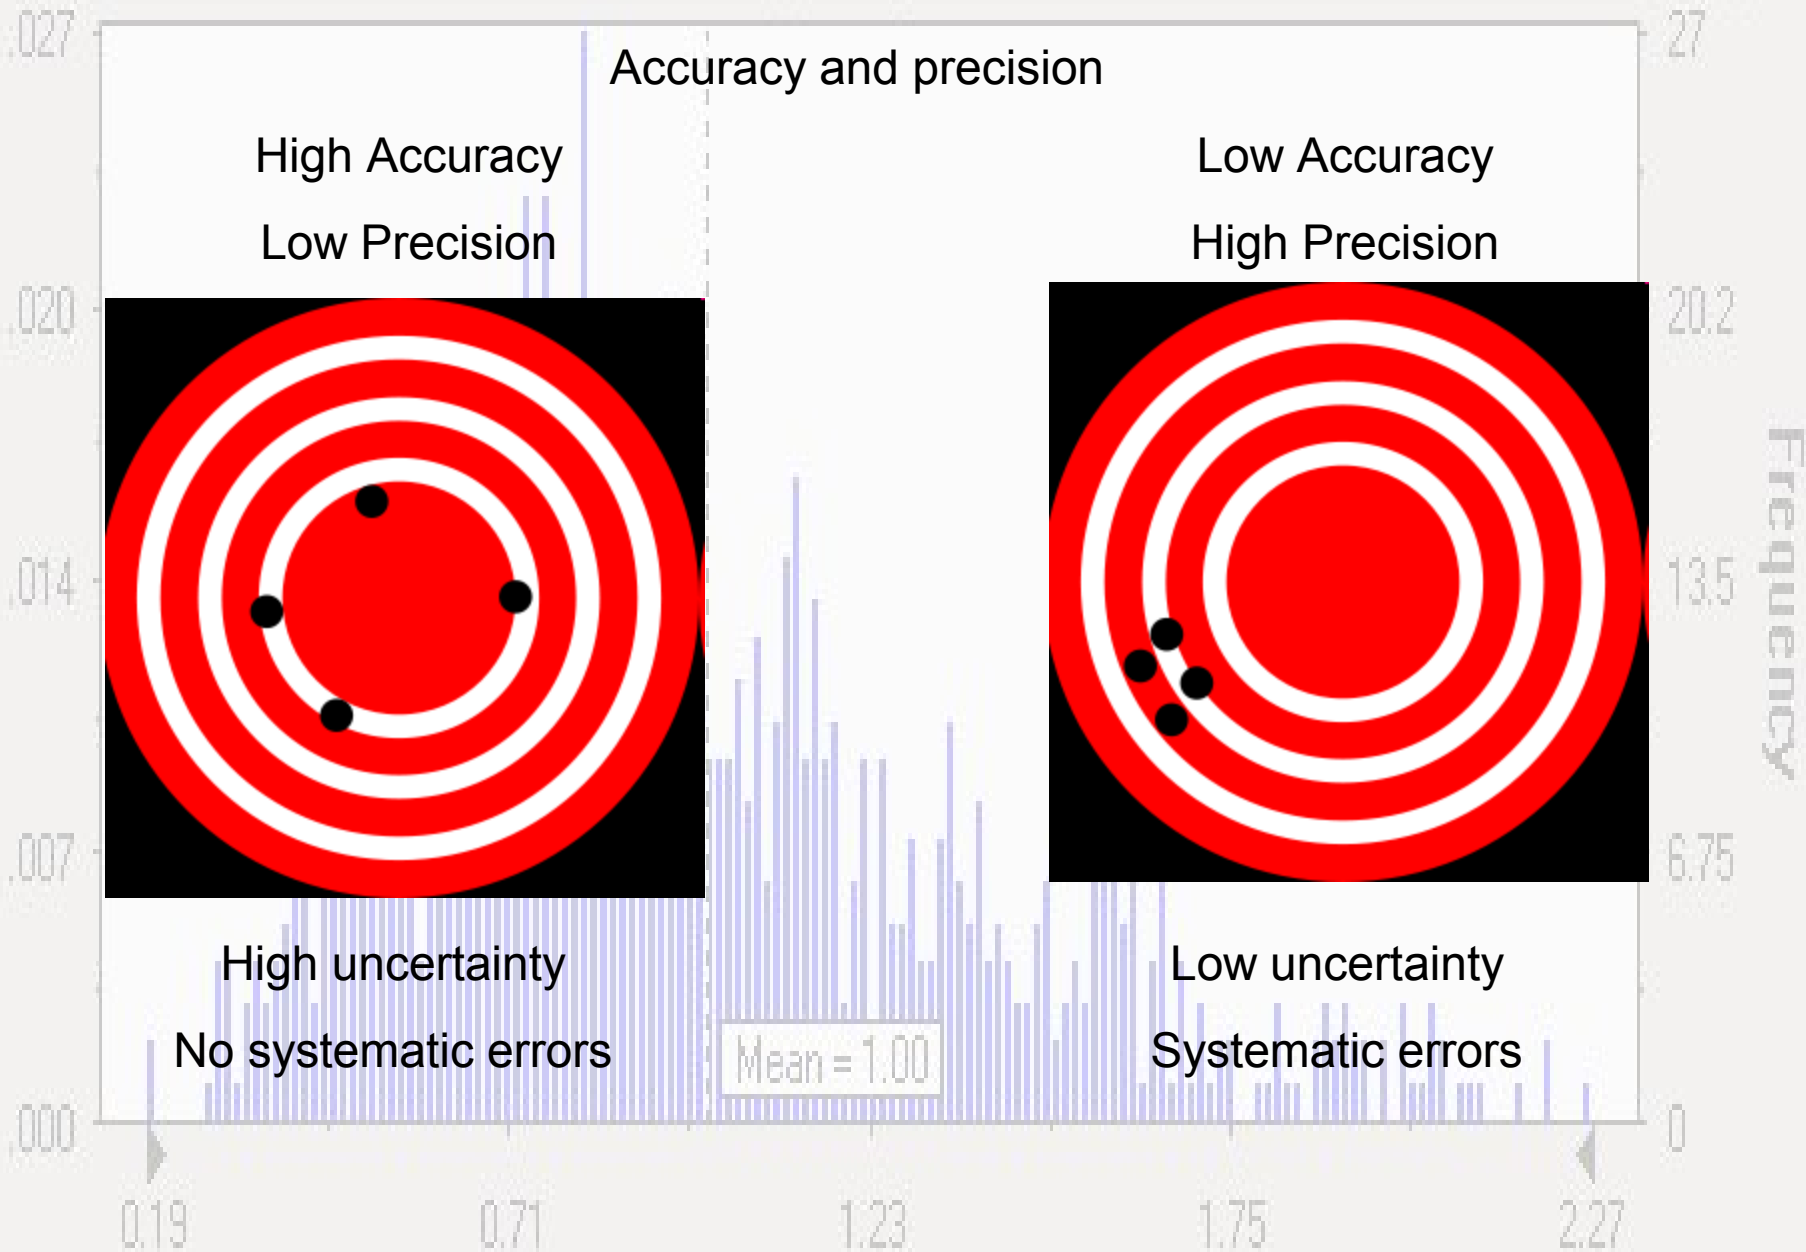 Accuracy and precision
High Accuracy
Low Precision
Low Accuracy
High Precision
High uncertainty
No systematic errors
Low uncertainty
Systematic errors
Mean = 1.00
.027
.020
.014
.007
.000
27
20.2
13.5
6.75
0
Frequency
0.19
0.71
1.23
1.75
2.27